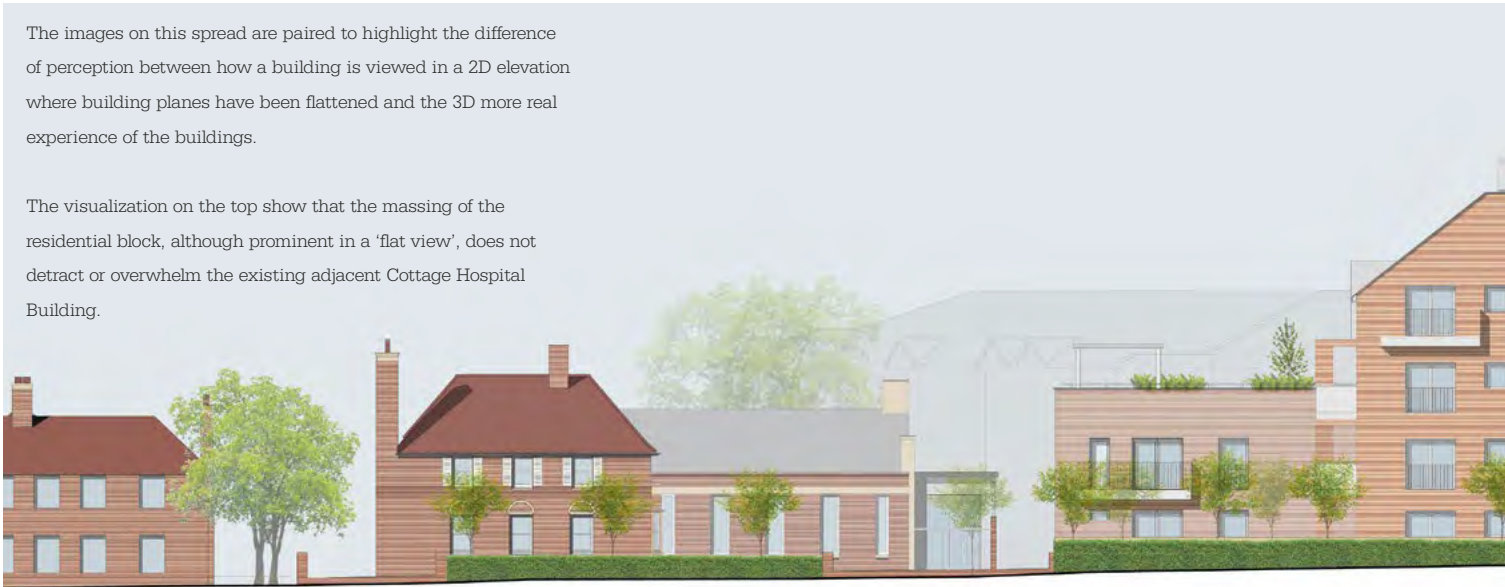 The images on this spread are paired to highlight the difference
of perception between how a building is viewed in a 2D elevation
where building planes have been flattened and the 3D more real
experience of the buildings.
The visualization on the top show that the massing of the
residential block, although prominent in a ‘flat view’, does not
detract or overwhelm the existing adjacent Cottage Hospital
Building.